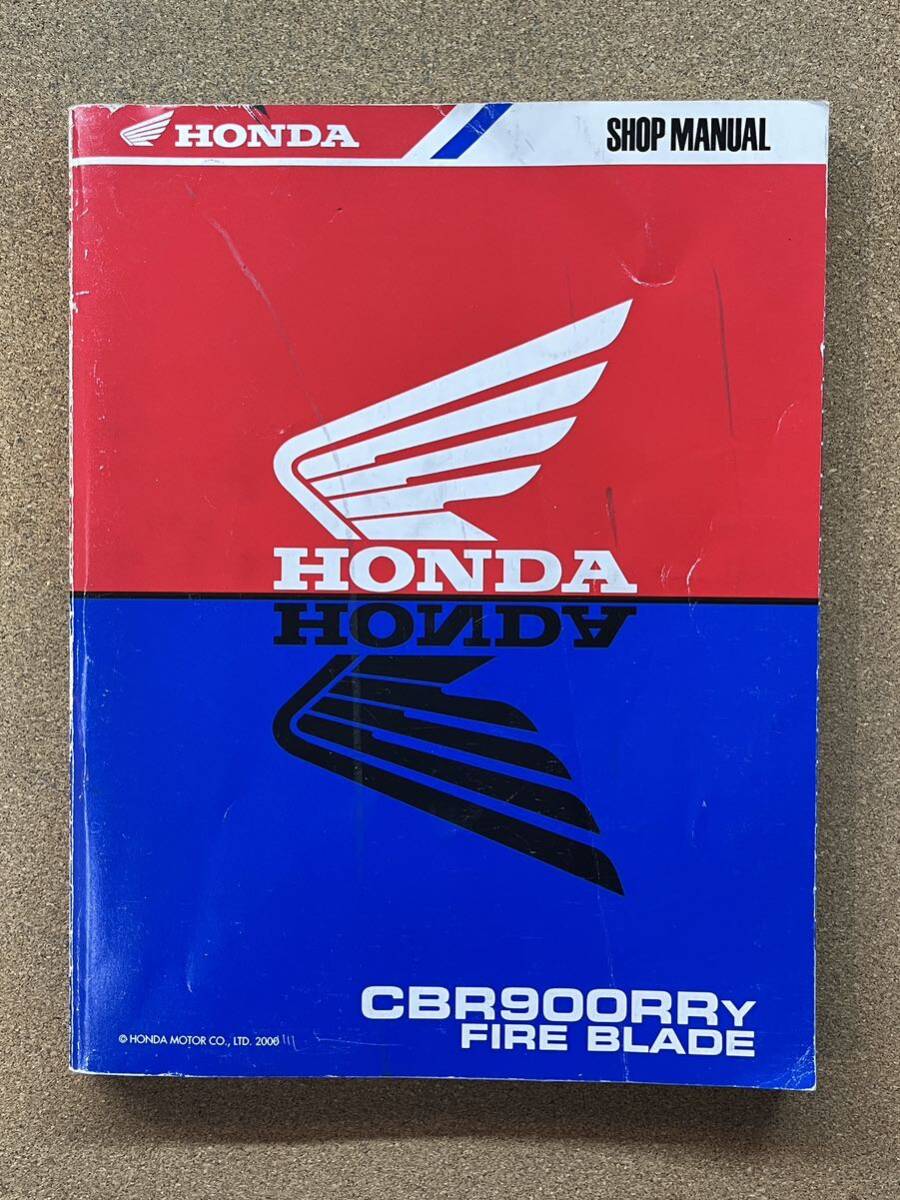 HONDA
SHOP MANUAL
HONDA
HONDA
CBR900RRY
FIRE BLADE
© HONDA MOTOR CO., LTD. 2000